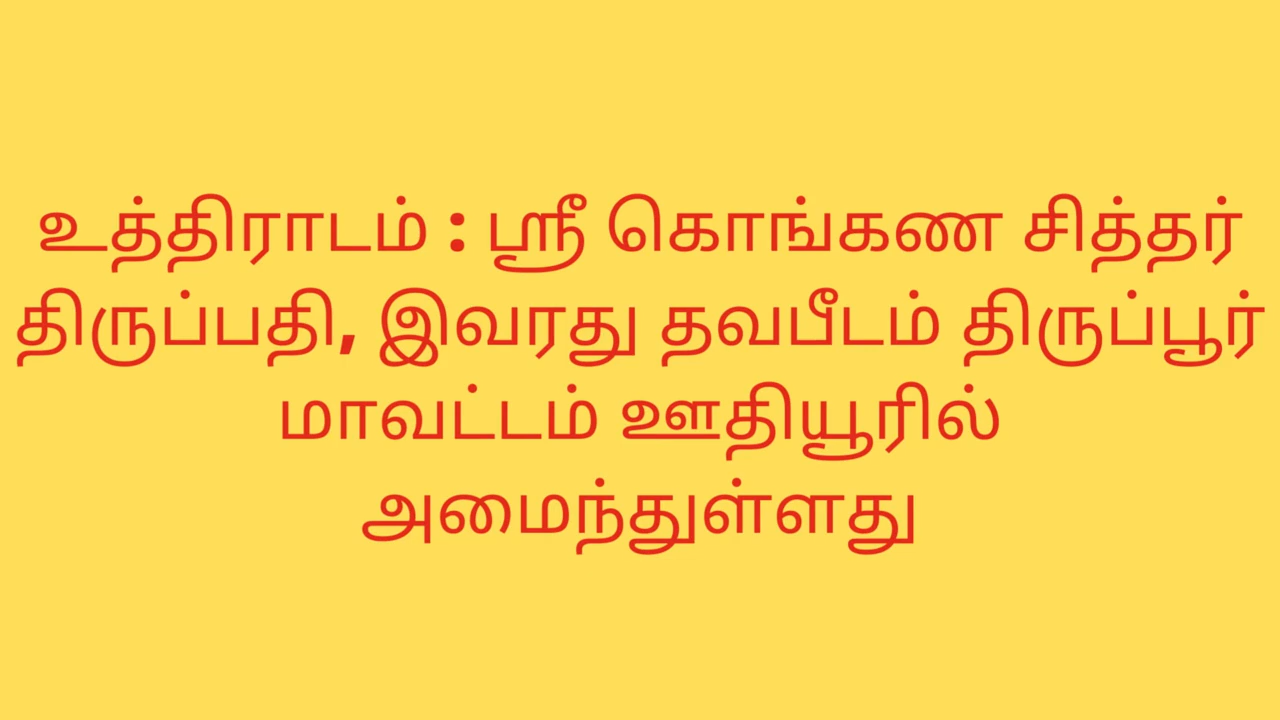 உத்திராடம் : ஸ்ரீ கொங்கண சித்தர்
திருப்பதி, இவரது தவபீடம் திருப்பூர்
மாவட்டம் ஊதியூரில்
அமைந்துள்ளது